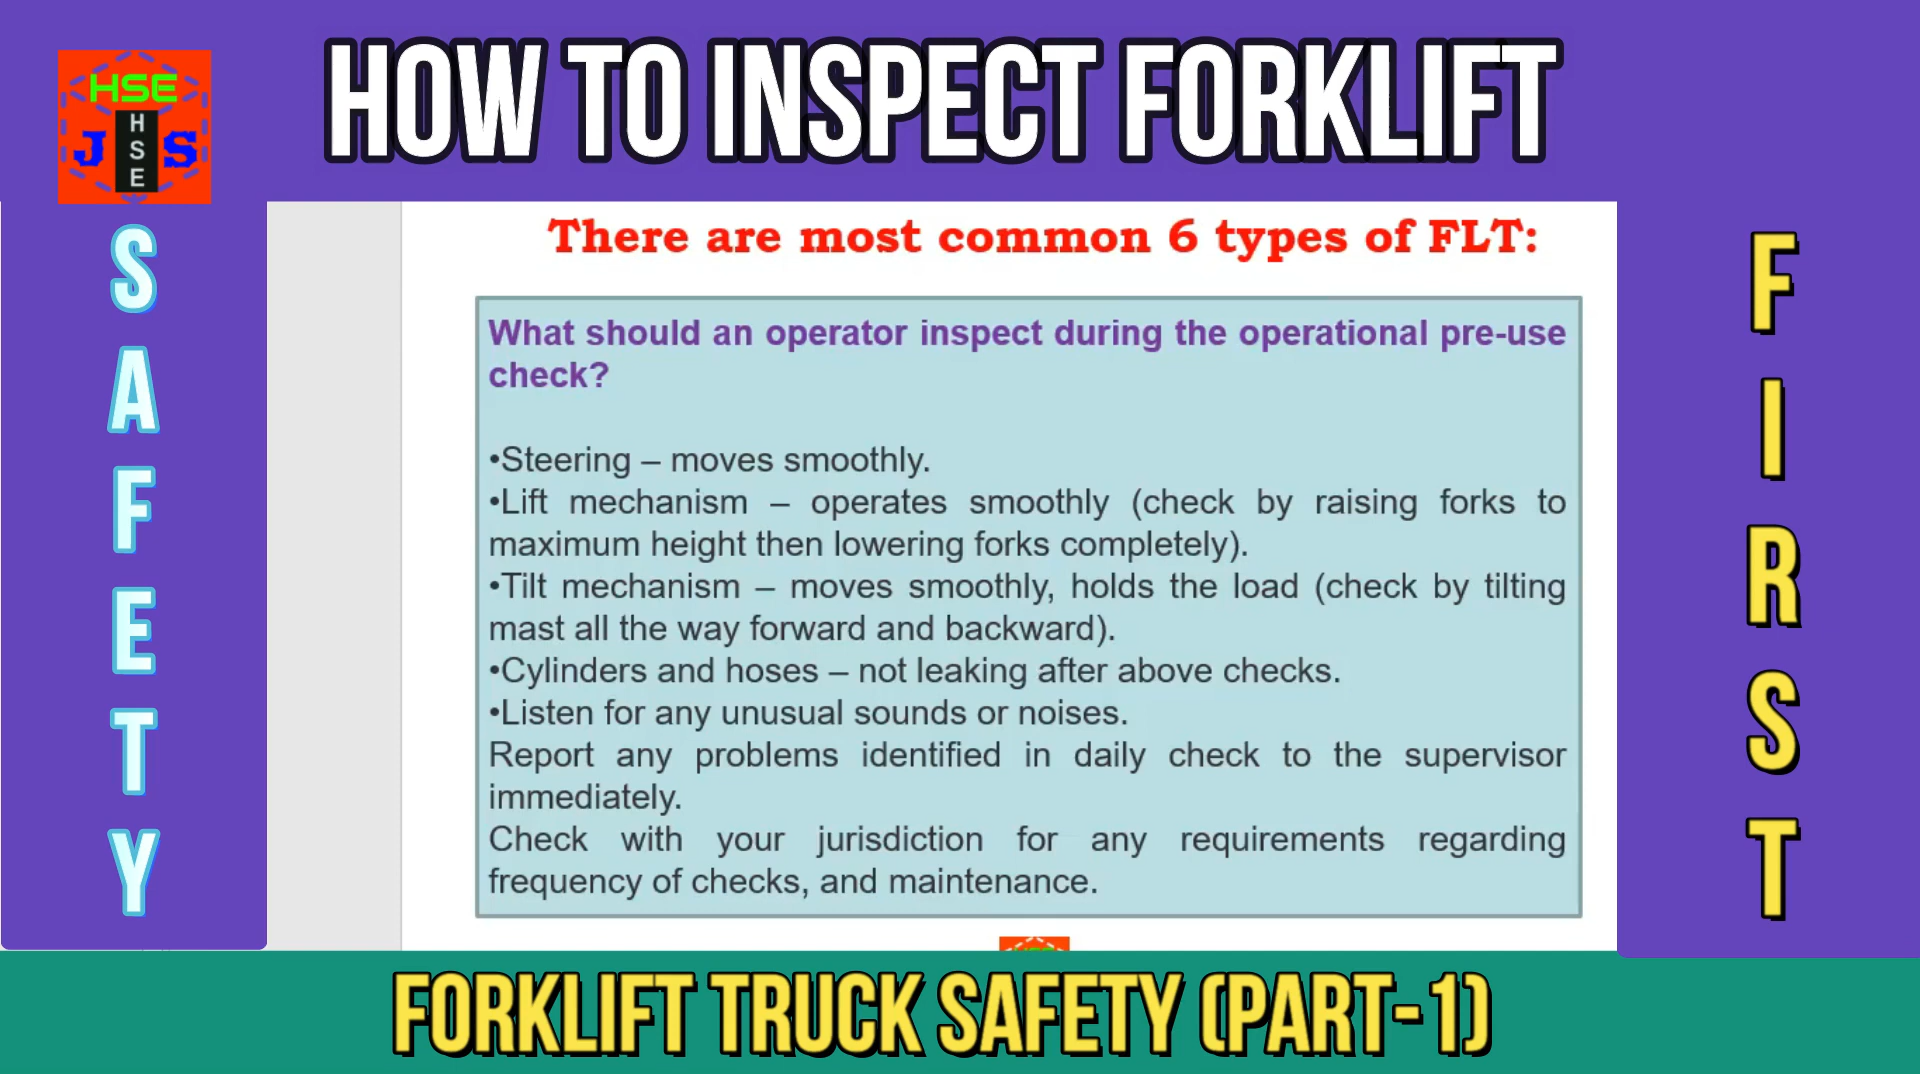 HOW TO INSPECT FORKLIFT
HSE
J HSE S
SAFETY
FIRST
There are most common 6 types of FLT:
What should an operator inspect during the operational pre-use
check?
•Steering – moves smoothly.
•Lift mechanism – operates smoothly (check by raising forks to
maximum height then lowering forks completely).
•Tilt mechanism – moves smoothly, holds the load (check by tilting
mast all the way forward and backward).
•Cylinders and hoses – not leaking after above checks.
•Listen for any unusual sounds or noises.
Report any problems identified in daily check to the supervisor
immediately.
Check with your jurisdiction for any requirements regarding
frequency of checks, and maintenance.
FORKLIFT TRUCK SAFETY (PART-1)